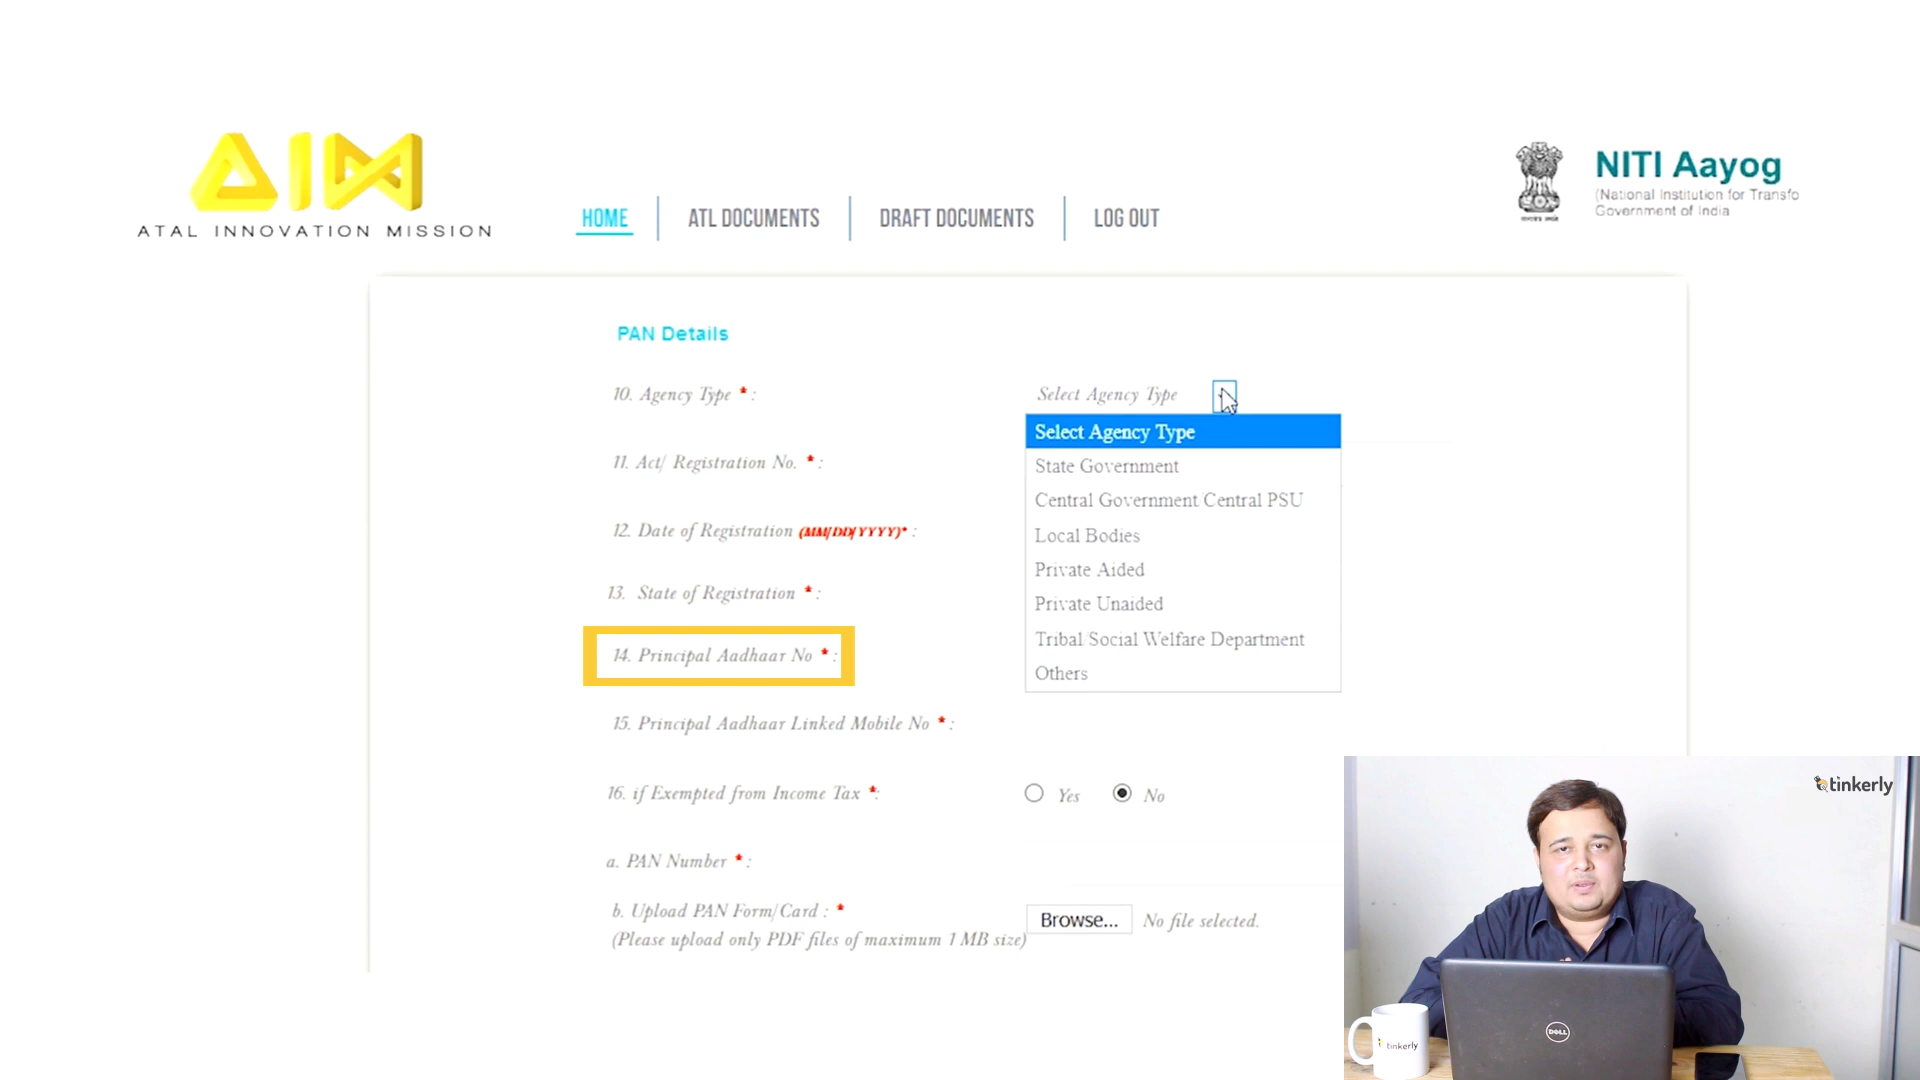 AIM
ATAL INNOVATION MISSION
HOME
ATL DOCUMENTS
DRAFT DOCUMENTS
LOG OUT
NITI Aayog
(National Institution for Transfo
Government of India
PAN Details
10. Agency Type * :
Select Agency Type
Select Agency Type
State Government
Central Government/Central PSU
Local Bodies
Private Aided
Private Unaided
Tribal/Social Welfare Department
Others
11. Act/ Registration No. * :
12. Date of Registration (MM/DD/YYYY)* :
13. State of Registration * :
14. Principal Aadhaar No * :
15. Principal Aadhaar Linked Mobile No * :
16. if Exempted from Income Tax *:
Yes
No
a. PAN Number * :
b. Upload PAN Form/Card : *
(Please upload only PDF files of maximum 1 MB size)
Browse...
No file selected.
tinkerly
DELL
tinkerly